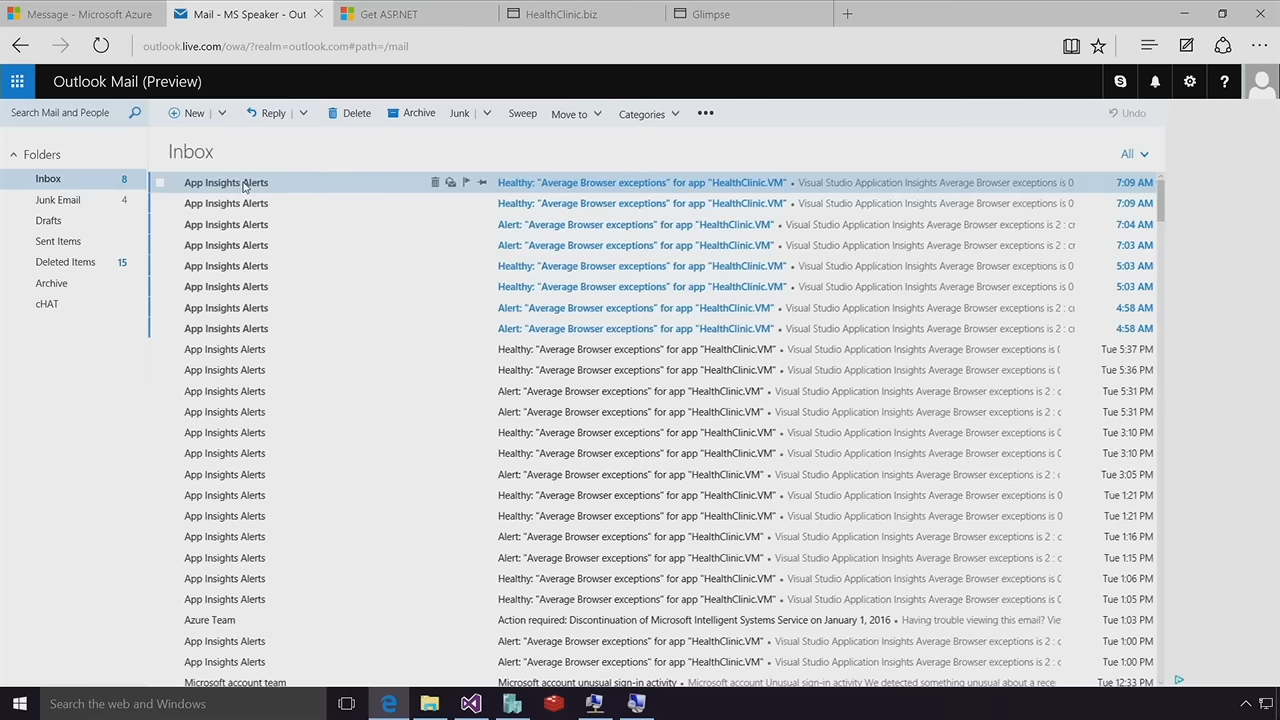 Message - Microsoft Azure
Mail - MS Speaker - Out
Get ASP.NET
HealthClinic.biz
Glimpse
outlook.live.com/owa/?realm=outlook.com#path=/mail
Outlook Mail (Preview)
Search Mail and People
New
Reply
Delete
Archive
Junk
Sweep
Move to
Categories
Undo
Folders
Inbox 8
Junk Email 4
Drafts
Sent Items
Deleted Items 15
Archive
cHAT
Inbox
All
App Insights Alerts Healthy: "Average Browser exceptions" for app "HealthClinic.VM" • Visual Studio Application Insights Average Browser exceptions is 0 7:09 AM
App Insights Alerts Healthy: "Average Browser exceptions" for app "HealthClinic.VM" • Visual Studio Application Insights Average Browser exceptions is 0 7:09 AM
App Insights Alerts Alert: "Average Browser exceptions" for app "HealthClinic.VM" • Visual Studio Application Insights Average Browser exceptions is 2 : cr 7:04 AM
App Insights Alerts Alert: "Average Browser exceptions" for app "HealthClinic.VM" • Visual Studio Application Insights Average Browser exceptions is 2 : cr 7:03 AM
App Insights Alerts Healthy: "Average Browser exceptions" for app "HealthClinic.VM" • Visual Studio Application Insights Average Browser exceptions is 0 5:03 AM
App Insights Alerts Healthy: "Average Browser exceptions" for app "HealthClinic.VM" • Visual Studio Application Insights Average Browser exceptions is 0 5:03 AM
App Insights Alerts Alert: "Average Browser exceptions" for app "HealthClinic.VM" • Visual Studio Application Insights Average Browser exceptions is 2 : cr 4:58 AM
App Insights Alerts Alert: "Average Browser exceptions" for app "HealthClinic.VM" • Visual Studio Application Insights Average Browser exceptions is 2 : cr 4:58 AM
App Insights Alerts Healthy: "Average Browser exceptions" for app "HealthClinic.VM" • Visual Studio Application Insights Average Browser exceptions is 0 Tue 5:37 PM
App Insights Alerts Healthy: "Average Browser exceptions" for app "HealthClinic.VM" • Visual Studio Application Insights Average Browser exceptions is 0 Tue 5:36 PM
App Insights Alerts Alert: "Average Browser exceptions" for app "HealthClinic.VM" • Visual Studio Application Insights Average Browser exceptions is 2 : c Tue 5:31 PM
App Insights Alerts Alert: "Average Browser exceptions" for app "HealthClinic.VM" • Visual Studio Application Insights Average Browser exceptions is 2 : c Tue 5:31 PM
App Insights Alerts Healthy: "Average Browser exceptions" for app "HealthClinic.VM" • Visual Studio Application Insights Average Browser exceptions is 0 Tue 3:10 PM
App Insights Alerts Healthy: "Average Browser exceptions" for app "HealthClinic.VM" • Visual Studio Application Insights Average Browser exceptions is 0 Tue 3:10 PM
App Insights Alerts Alert: "Average Browser exceptions" for app "HealthClinic.VM" • Visual Studio Application Insights Average Browser exceptions is 2 : c Tue 3:05 PM
App Insights Alerts Healthy: "Average Browser exceptions" for app "HealthClinic.VM" • Visual Studio Application Insights Average Browser exceptions is 0 Tue 1:21 PM
App Insights Alerts Healthy: "Average Browser exceptions" for app "HealthClinic.VM" • Visual Studio Application Insights Average Browser exceptions is 0 Tue 1:21 PM
App Insights Alerts Alert: "Average Browser exceptions" for app "HealthClinic.VM" • Visual Studio Application Insights Average Browser exceptions is 2 : c Tue 1:16 PM
App Insights Alerts Alert: "Average Browser exceptions" for app "HealthClinic.VM" • Visual Studio Application Insights Average Browser exceptions is 2 : c Tue 1:15 PM
App Insights Alerts Healthy: "Average Browser exceptions" for app "HealthClinic.VM" • Visual Studio Application Insights Average Browser exceptions is 0 Tue 1:06 PM
App Insights Alerts Healthy: "Average Browser exceptions" for app "HealthClinic.VM" • Visual Studio Application Insights Average Browser exceptions is 0 Tue 1:05 PM
Azure Team Action required: Discontinuation of Microsoft Intelligent Systems Service on January 1, 2016 • Having trouble viewing this email? Vie Tue 1:03 PM
App Insights Alerts Alert: "Average Browser exceptions" for app "HealthClinic.VM" • Visual Studio Application Insights Average Browser exceptions is 2 : c Tue 1:00 PM
App Insights Alerts Alert: "Average Browser exceptions" for app "HealthClinic.VM" • Visual Studio Application Insights Average Browser exceptions is 2 : c Tue 1:00 PM
Microsoft account team Microsoft account unusual sign-in activity • Microsoft account Unusual sign-in activity We detected something unusual about a rece Tue 12:33 PM
Search the web and Windows